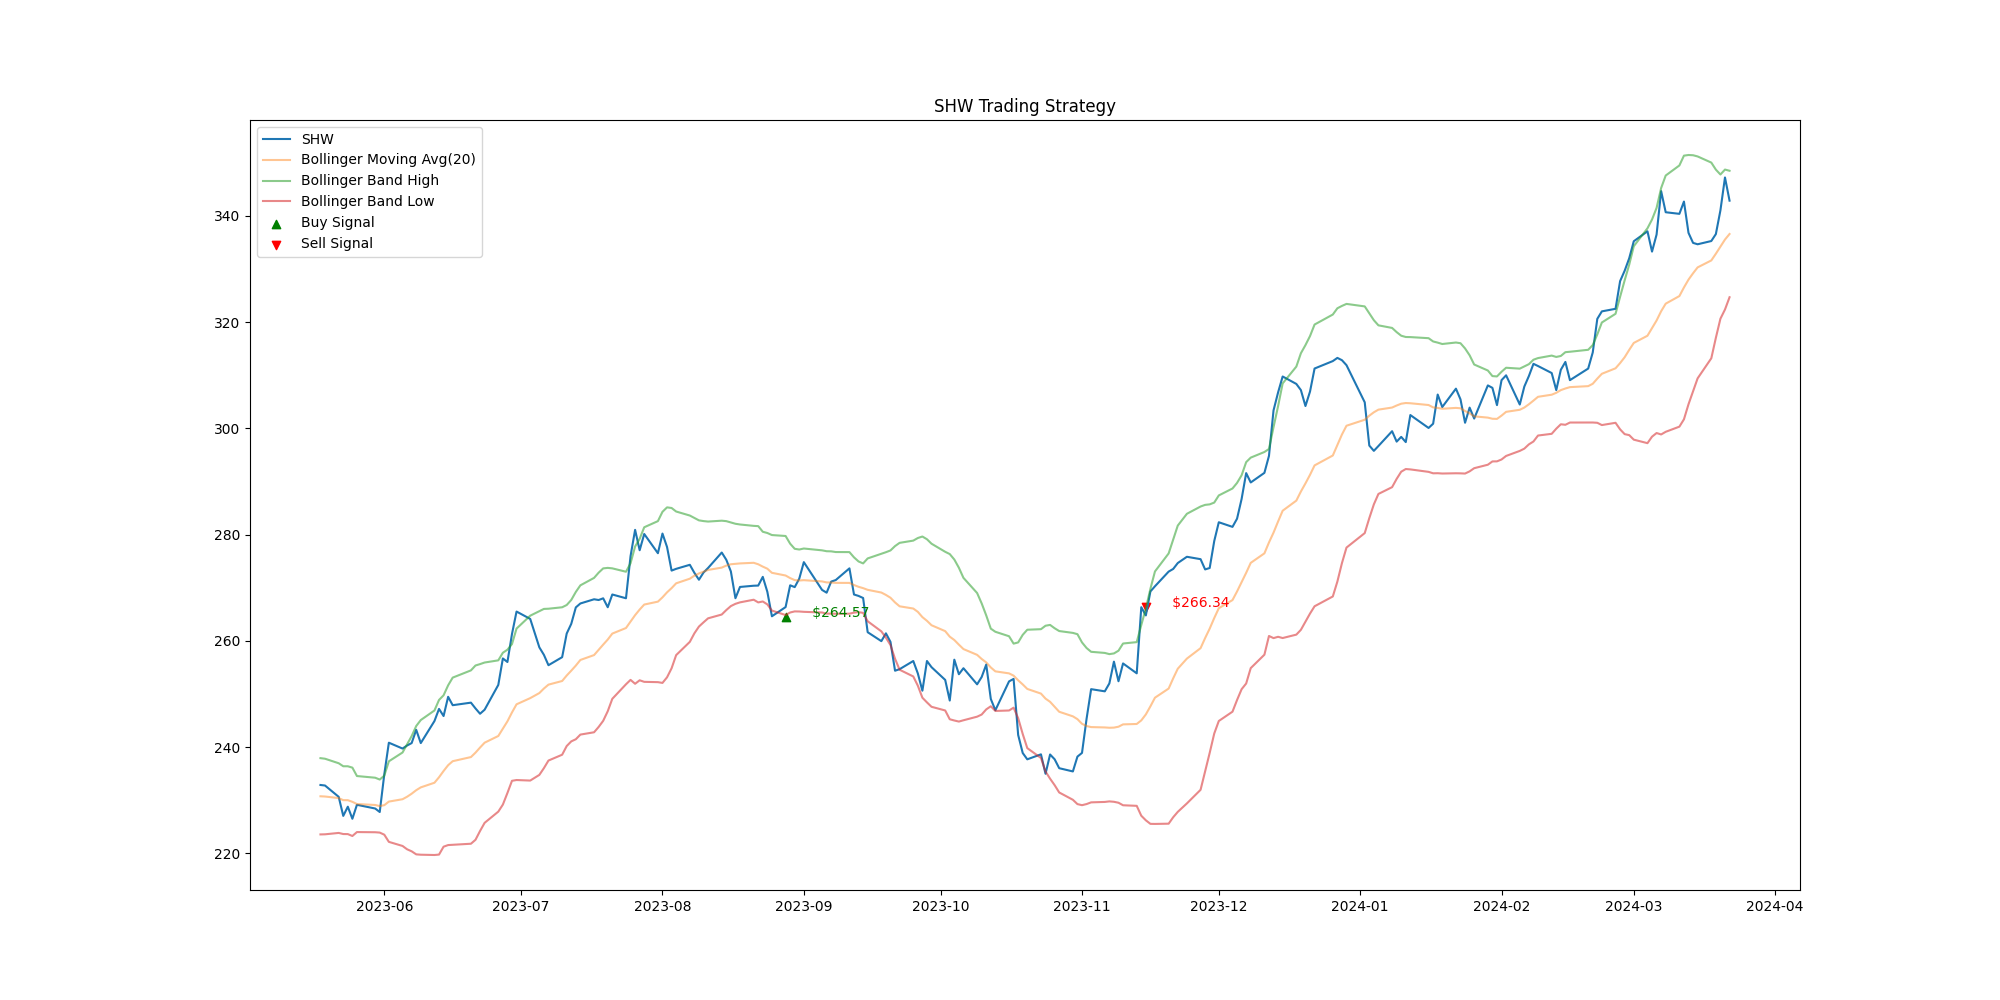 SHW Trading Strategy
SHW
Bollinger Moving Avg(20)
Bollinger Band High
Bollinger Band Low
Buy Signal
Sell Signal
340
320
300
280
260
240
220
$264.57
$266.34
2023-06 2023-07 2023-08 2023-09 2023-10 2023-11 2023-12 2024-01 2024-02 2024-03 2024-04